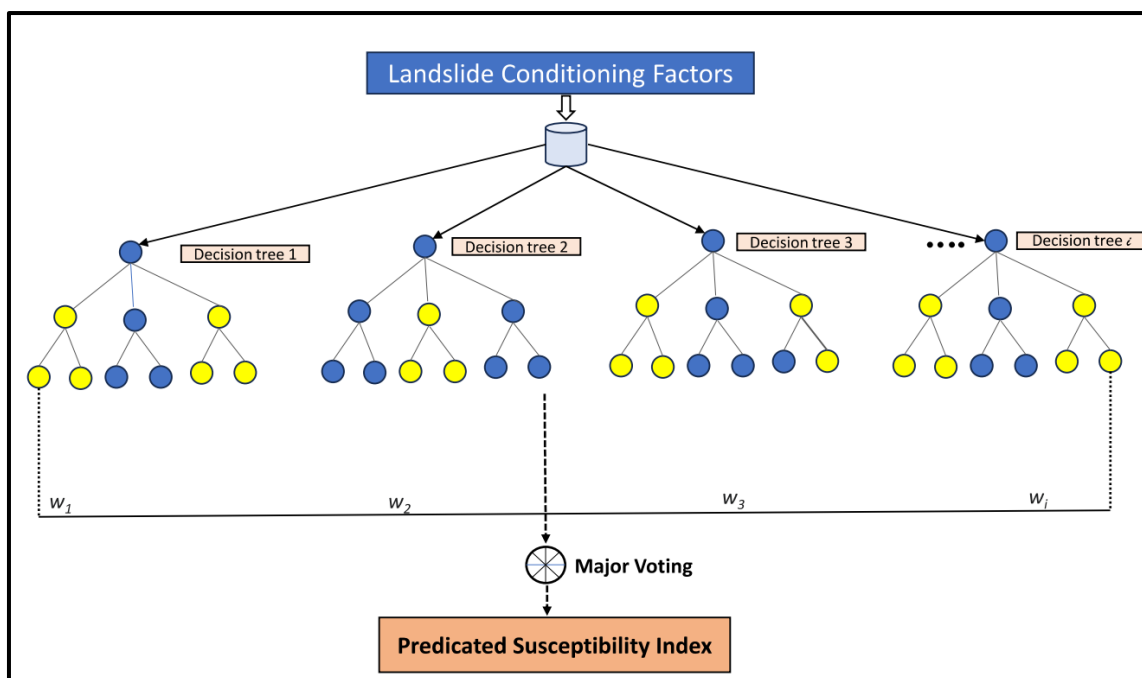 Landslide Conditioning Factors
Decision tree 1
Decision tree 2
Decision tree 3
.... Decision tree i
w1
w2
w3
wi
Major Voting
Predicated Susceptibility Index